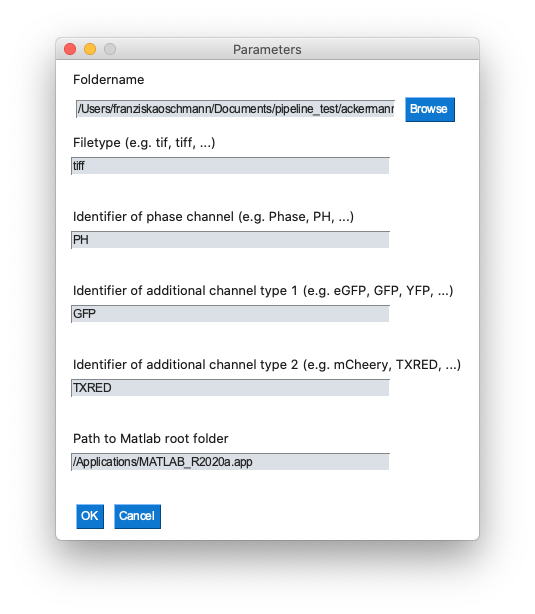 Parameters
Foldername
/Users/franziskaoschmann/Documents/pipeline_test/ackermann Browse
Filetype (e.g. tif, tiff, ...)
tiff
Identifier of phase channel (e.g. Phase, PH, ...)
PH
Identifier of additional channel type 1 (e.g. eGFP, GFP, YFP, ...)
GFP
Identifier of additional channel type 2 (e.g. mCheery, TXRED, ...)
TXRED
Path to Matlab root folder
/Applications/MATLAB_R2020a.app
OK Cancel